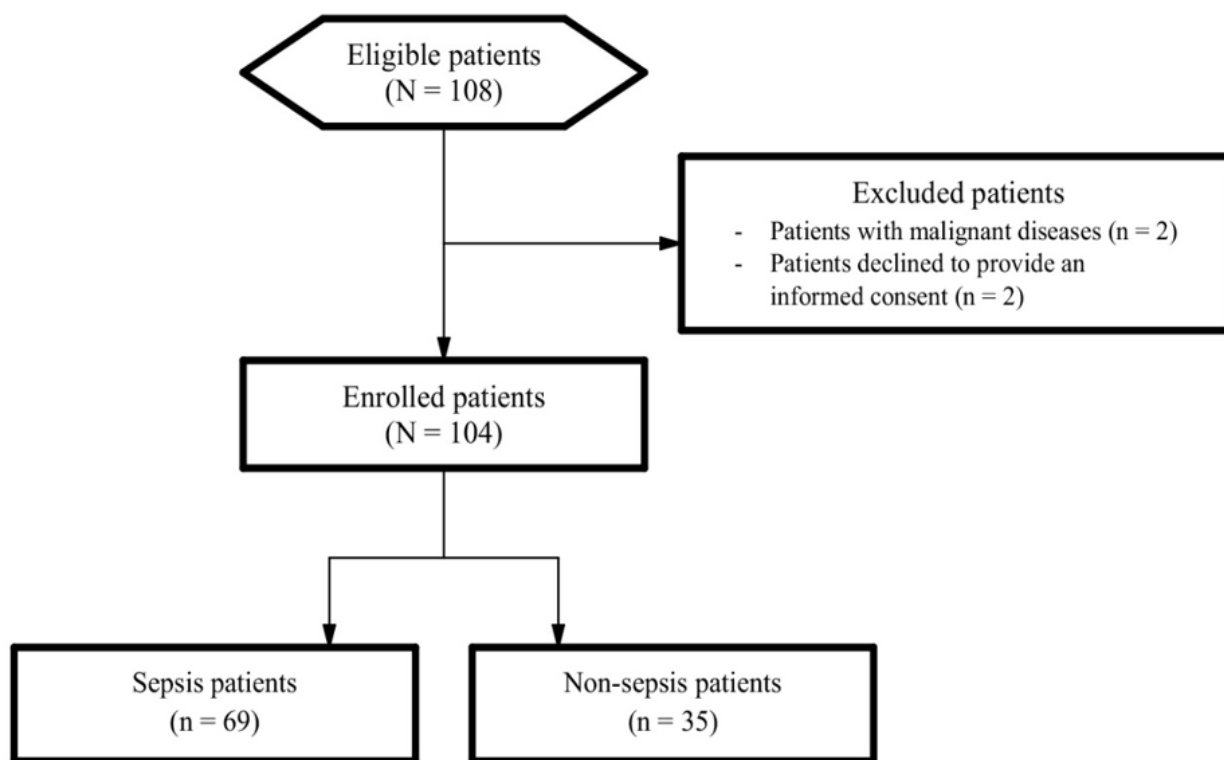 Eligible patients
(N = 108)
Excluded patients
- Patients with malignant diseases (n = 2)
- Patients declined to provide an
informed consent (n = 2)
Enrolled patients
(N = 104)
Sepsis patients
(n = 69)
Non-sepsis patients
(n = 35)